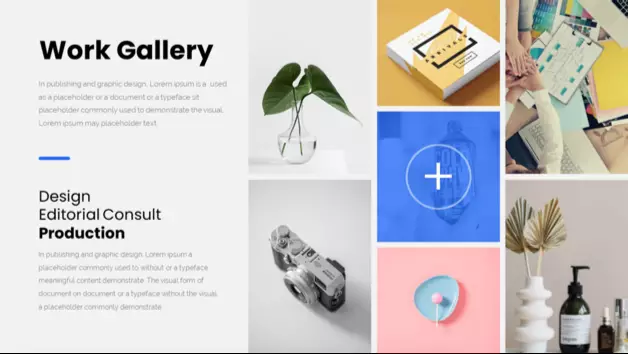 Work Gallery
In publishing and graphic design, Lorem ipsum is a used
as a placeholder or a document or a typeface sit
placeholder commonly used to demonstrate the visual.
Lorem ipsum may placeholder text.
Design
Editorial Consult
Production
In publishing and graphic design, Lorem ipsum a
placeholder commonly used to without or a typeface
meaningful content demonstrate. The visual form of
document on document or a typeface without the visual,
a placeholder commonly demonstrate.
ARRIVALS